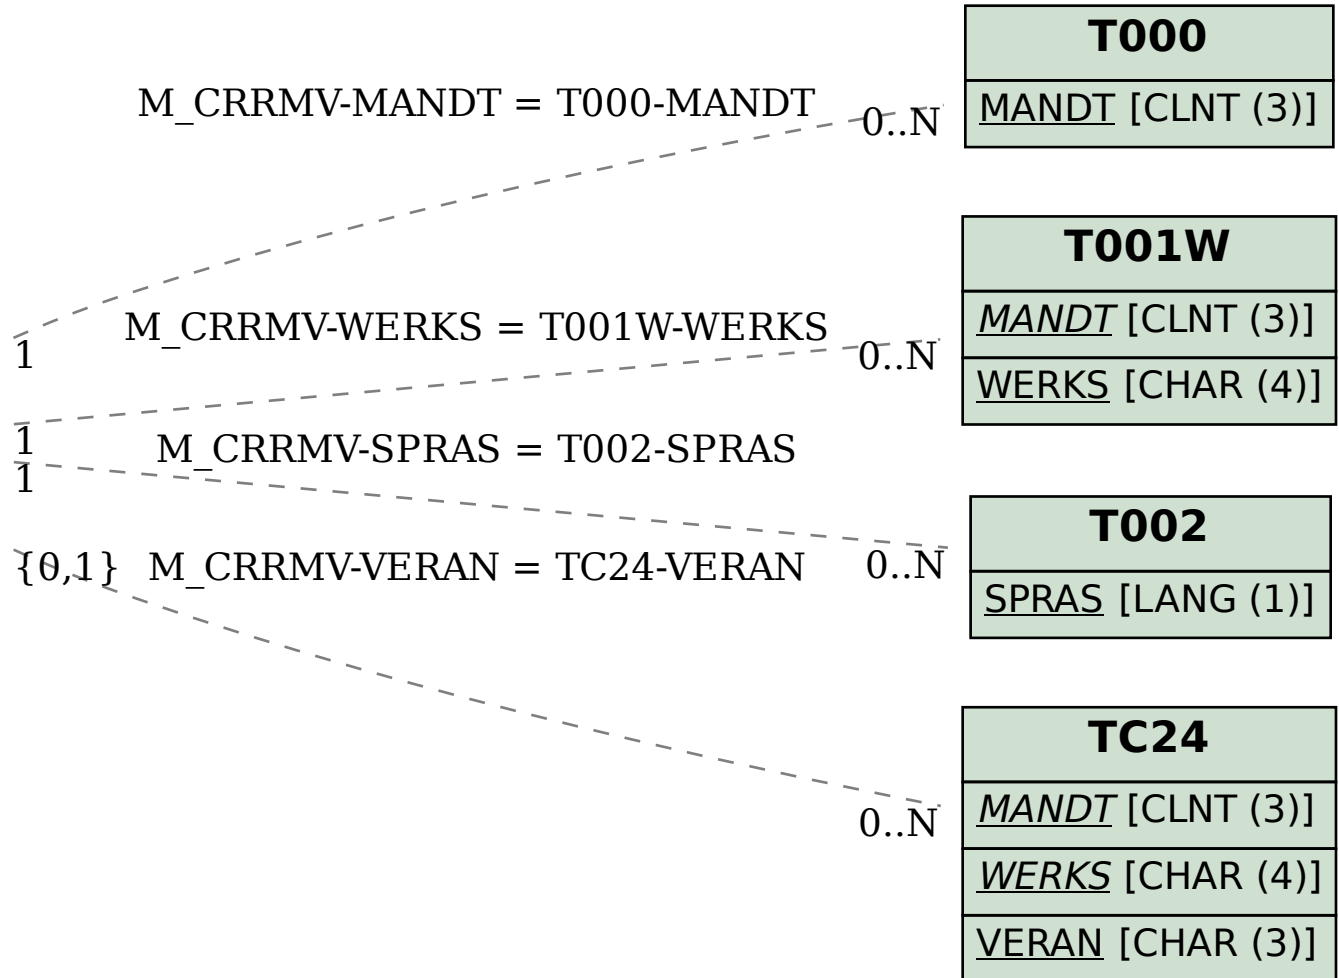 T000
MANDT [CLNT (3)]
M_CRRMV-MANDT = T000-MANDT
0..N
1
T001W
MANDT [CLNT (3)]
WERKS [CHAR (4)]
M_CRRMV-WERKS = T001W-WERKS
0..N
1
M_CRRMV-SPRAS = T002-SPRAS
1
0..N
T002
SPRAS [LANG (1)]
{0,1}
M_CRRMV-VERAN = TC24-VERAN
0..N
TC24
MANDT [CLNT (3)]
WERKS [CHAR (4)]
VERAN [CHAR (3)]